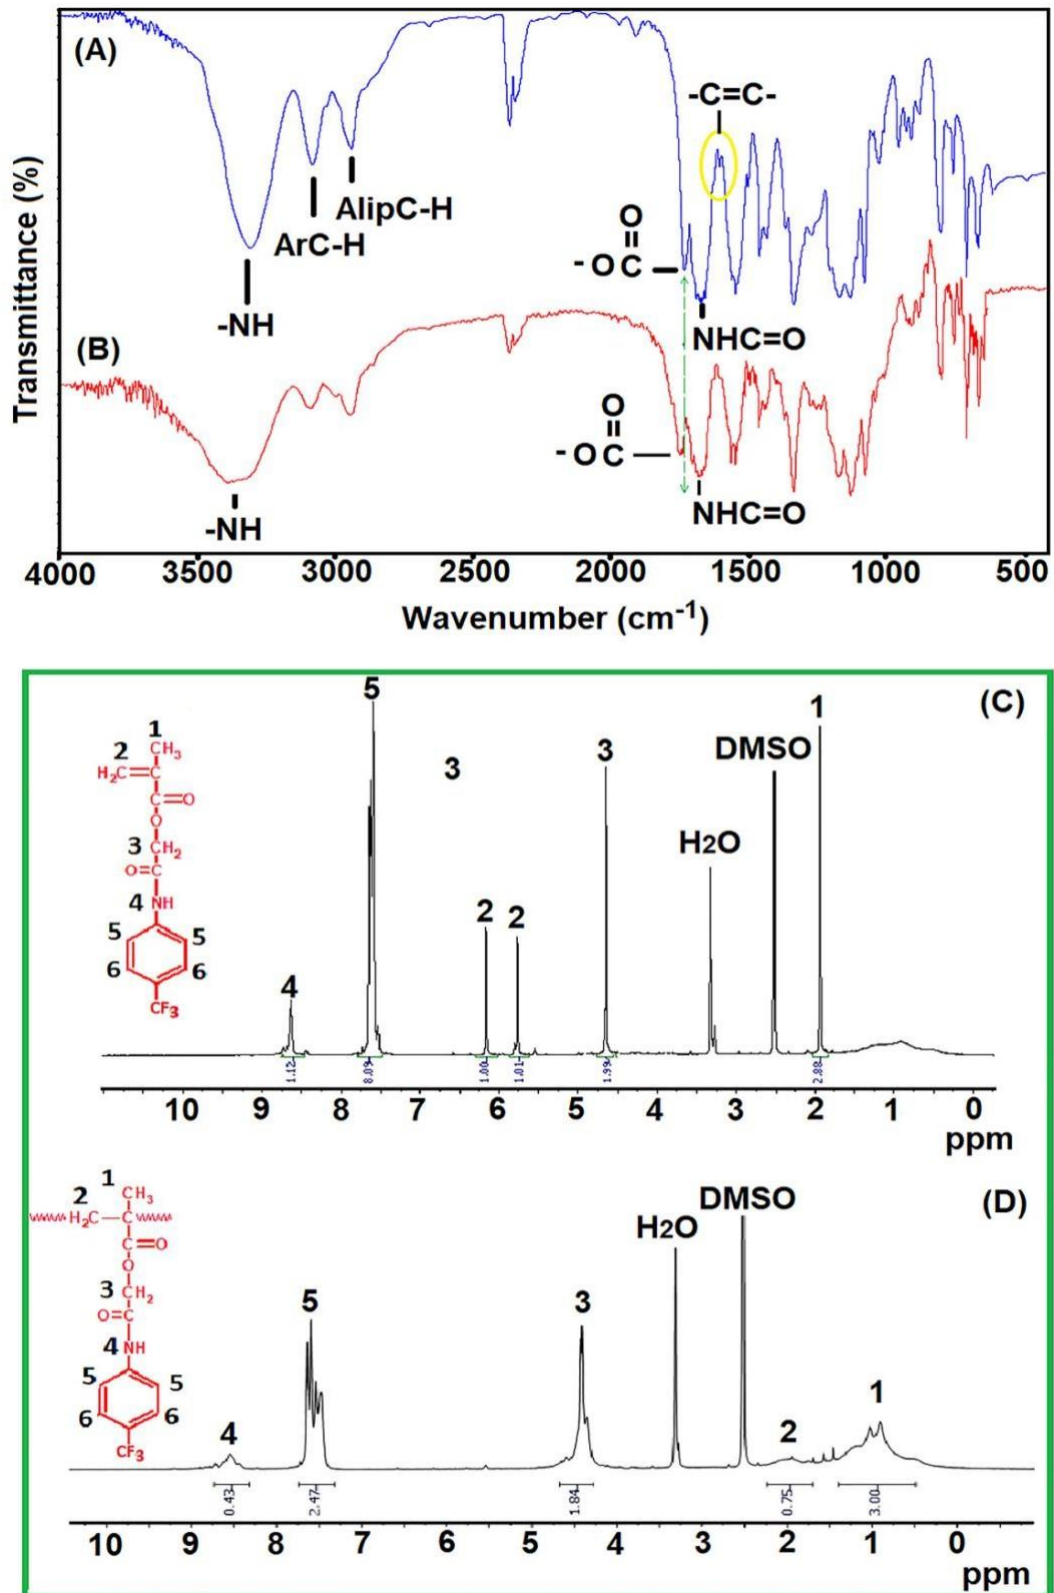 (A)
-C=C-
AlipC-H
ArC-H
-NH
O
-OC
NHC=O
(B)
O
-OC
NHC=O
-NH
Transmittance (%)
4000 3500 3000 2500 2000 1500 1000 500
Wavenumber (cm-1)
(C)
5
1
3
DMSO
3
H2O
2 2
4
1
CH3
2
H2C=C
C=O
O
3 CH2
O=C
4 NH
5 5
6 6
CF3
1.12 8.09 1.00 1.01 1.99 2.88
10 9 8 7 6 5 4 3 2 1 0
ppm
(D)
DMSO
H2O
5
3
1
4
2
1
CH3
2
H2C-C
C=O
O
3 CH2
O=C
4 NH
5 5
6 6
CF3
0.43 2.47 1.84 0.75 3.00
10 9 8 7 6 5 4 3 2 1 0
ppm